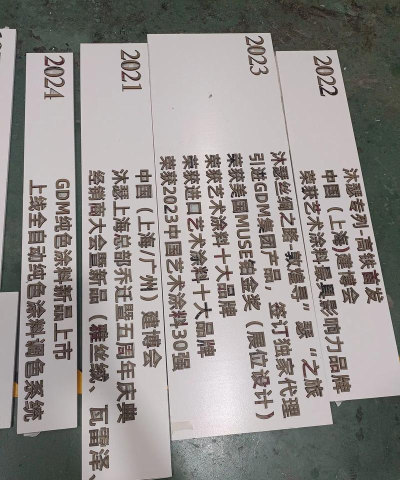 2022
沐瑟专列·高铁首发
中国（上海）建博会
荣获艺术涂料最具影响力品牌
2023
沐瑟丝绸之路·敦煌号”惠“之旅
引进GDM集团产品，签订独家代理
荣获美国MUSE铂金奖（展位设计）
荣获艺术涂料十大品牌
荣获进口艺术涂料十大品牌
荣获2023中国艺术涂料30强
2021
中国（上海/广州）建博会
沐瑟上海总部乔迁暨五周年庆典
经销商大会暨新品（舞丝绒、瓦雷泽、
2024
GDM纯色涂料新品上市
上线全自动纯色涂料调色系统